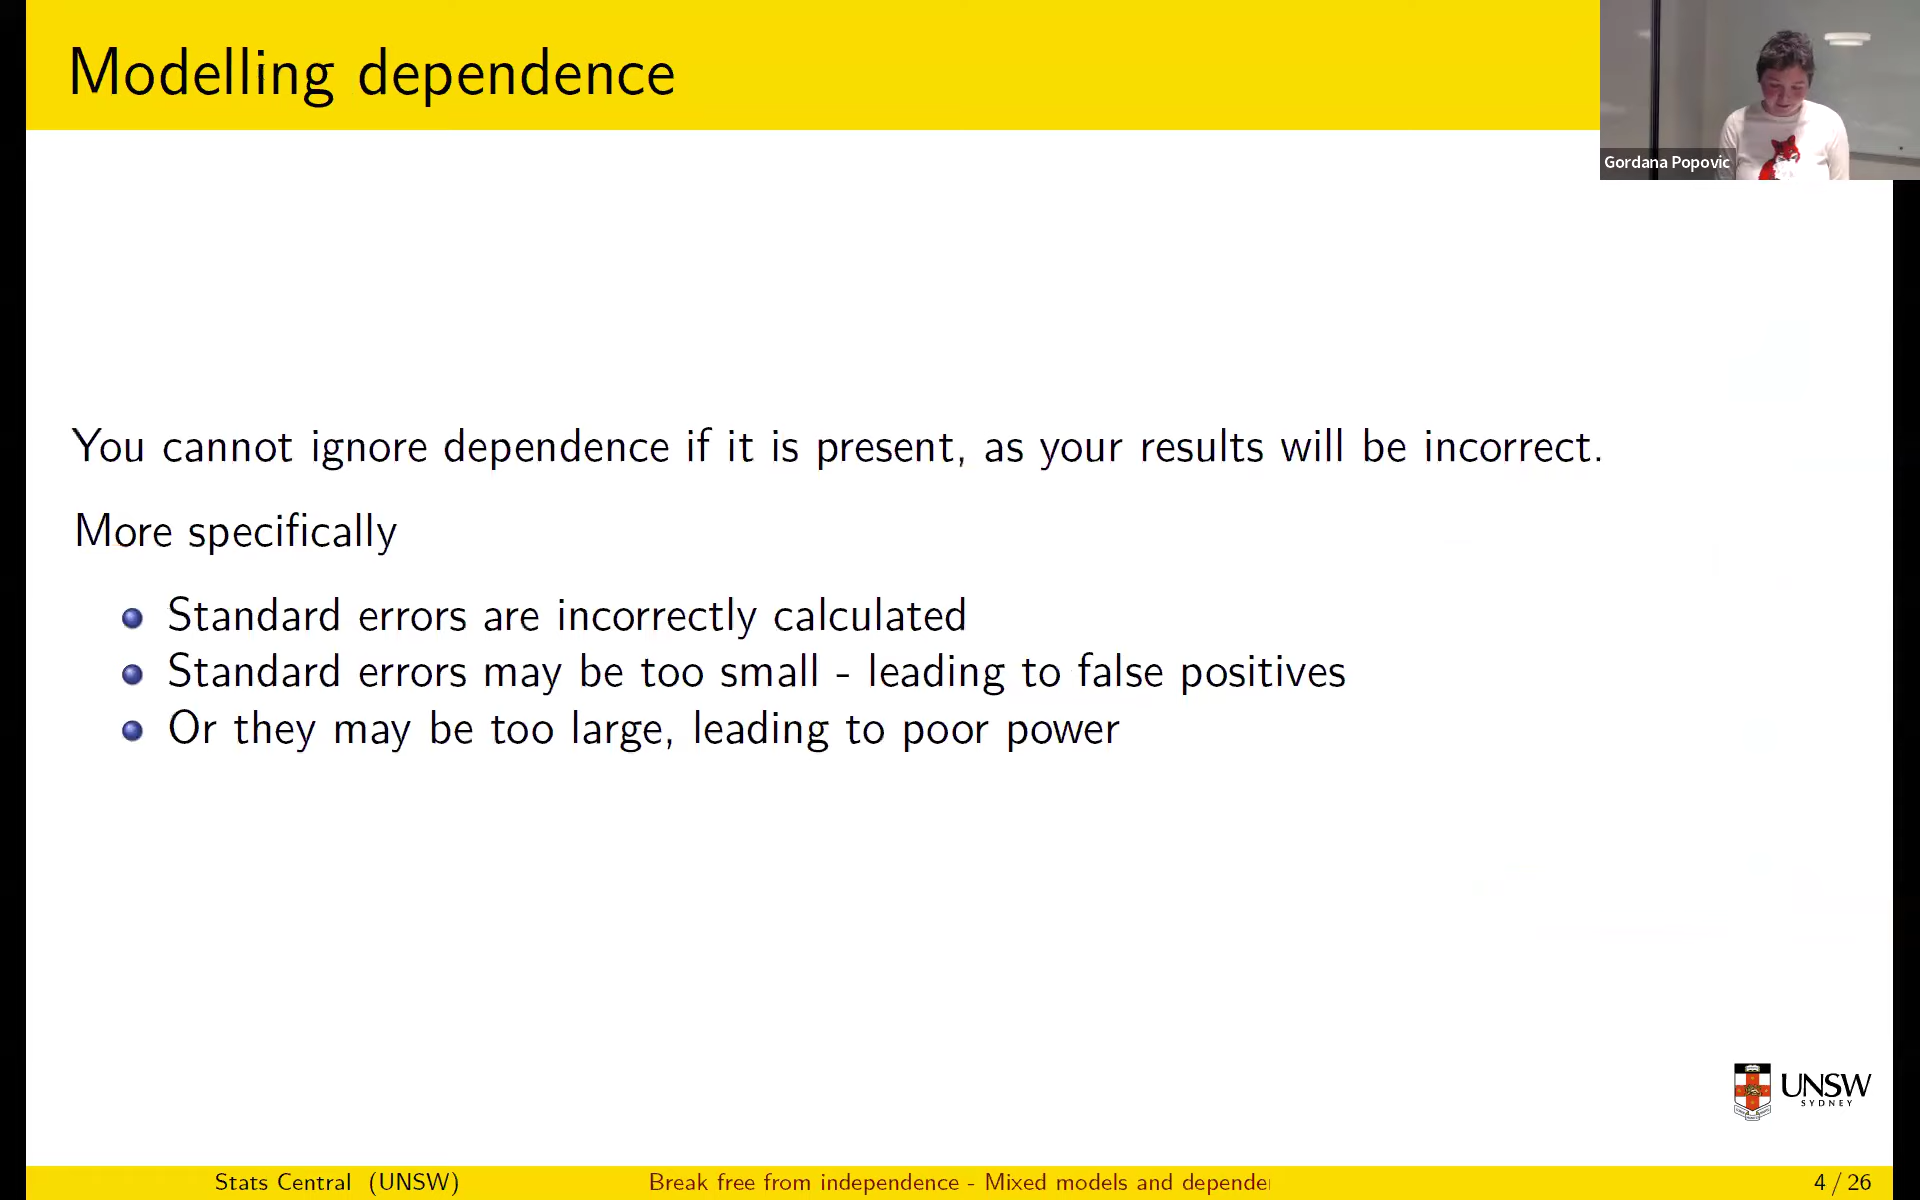 Modelling dependence
Gordana Popovic
You cannot ignore dependence if it is present, as your results will be incorrect.
More specifically
Standard errors are incorrectly calculated
Standard errors may be too small - leading to false positives
Or they may be too large, leading to poor power
UNSW
SYDNEY
Stats Central (UNSW)
Break free from independence - Mixed models and depende
4 / 26